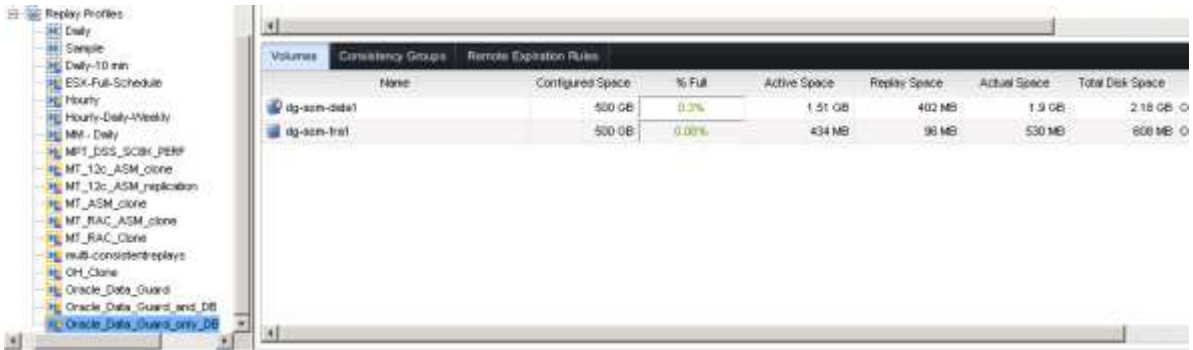 Replay Profiles
Daily
Sample
Daily-10 min
ESX-Full-Schedule
Hourly
Hourly-Daily-Weekly
MM - Daily
MPT_DSS_SC8K_PERF
MT_12c_ASM_clone
MT_12c_ASM_replication
MT_ASM_clone
MT_RAC_ASM_clone
MT_RAC_Clone
multi-consistentreplays
OH_Clone
Oracle_Data_Guard
Oracle_Data_Guard_and_DB
Oracle_Data_Guard_only_DB
Volumes Consistency Groups Remote Expiration Rules
Name Configured Space % Full Active Space Replay Space Actual Space Total Disk Space
dg-asm-data1 500 GB 0.3% 1.51 GB 402 MB 1.9 GB 2.18 GB
dg-asm-fra1 500 GB 0.08% 434 MB 96 MB 530 MB 608 MB